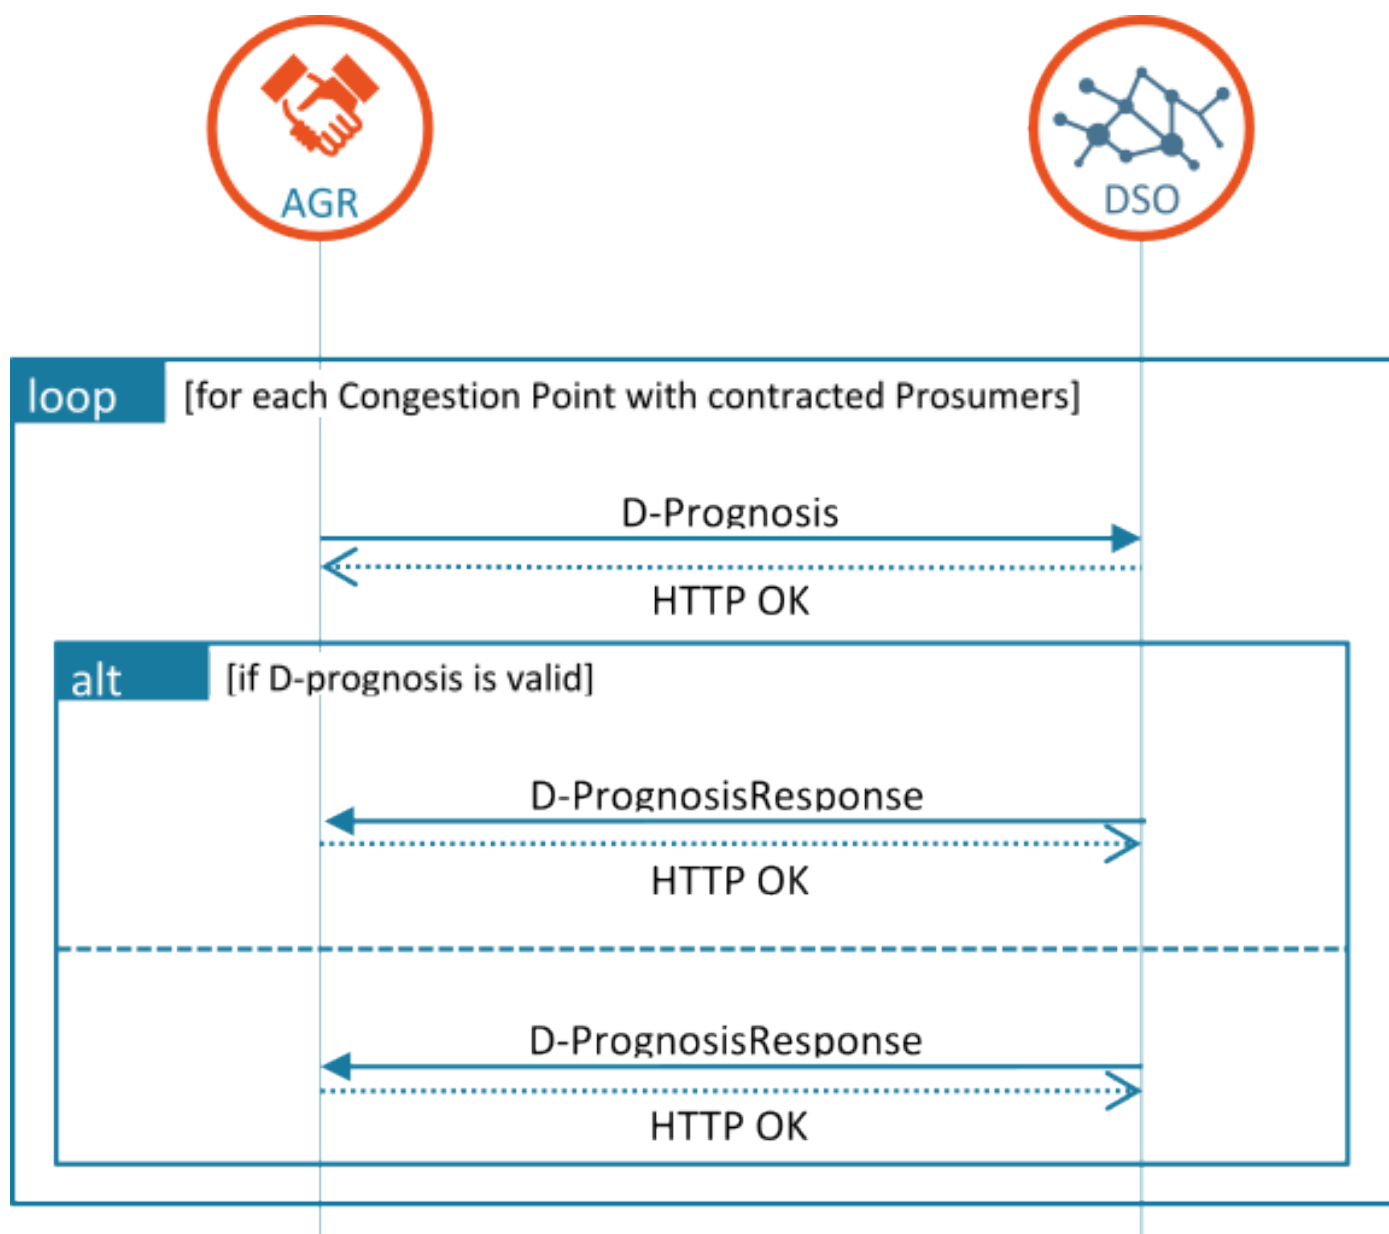 AGR
DSO
loop
[for each Congestion Point with contracted Prosumers]
D-Prognosis
HTTP OK
alt
[if D-prognosis is valid]
D-PrognosisResponse
HTTP OK
D-PrognosisResponse
HTTP OK